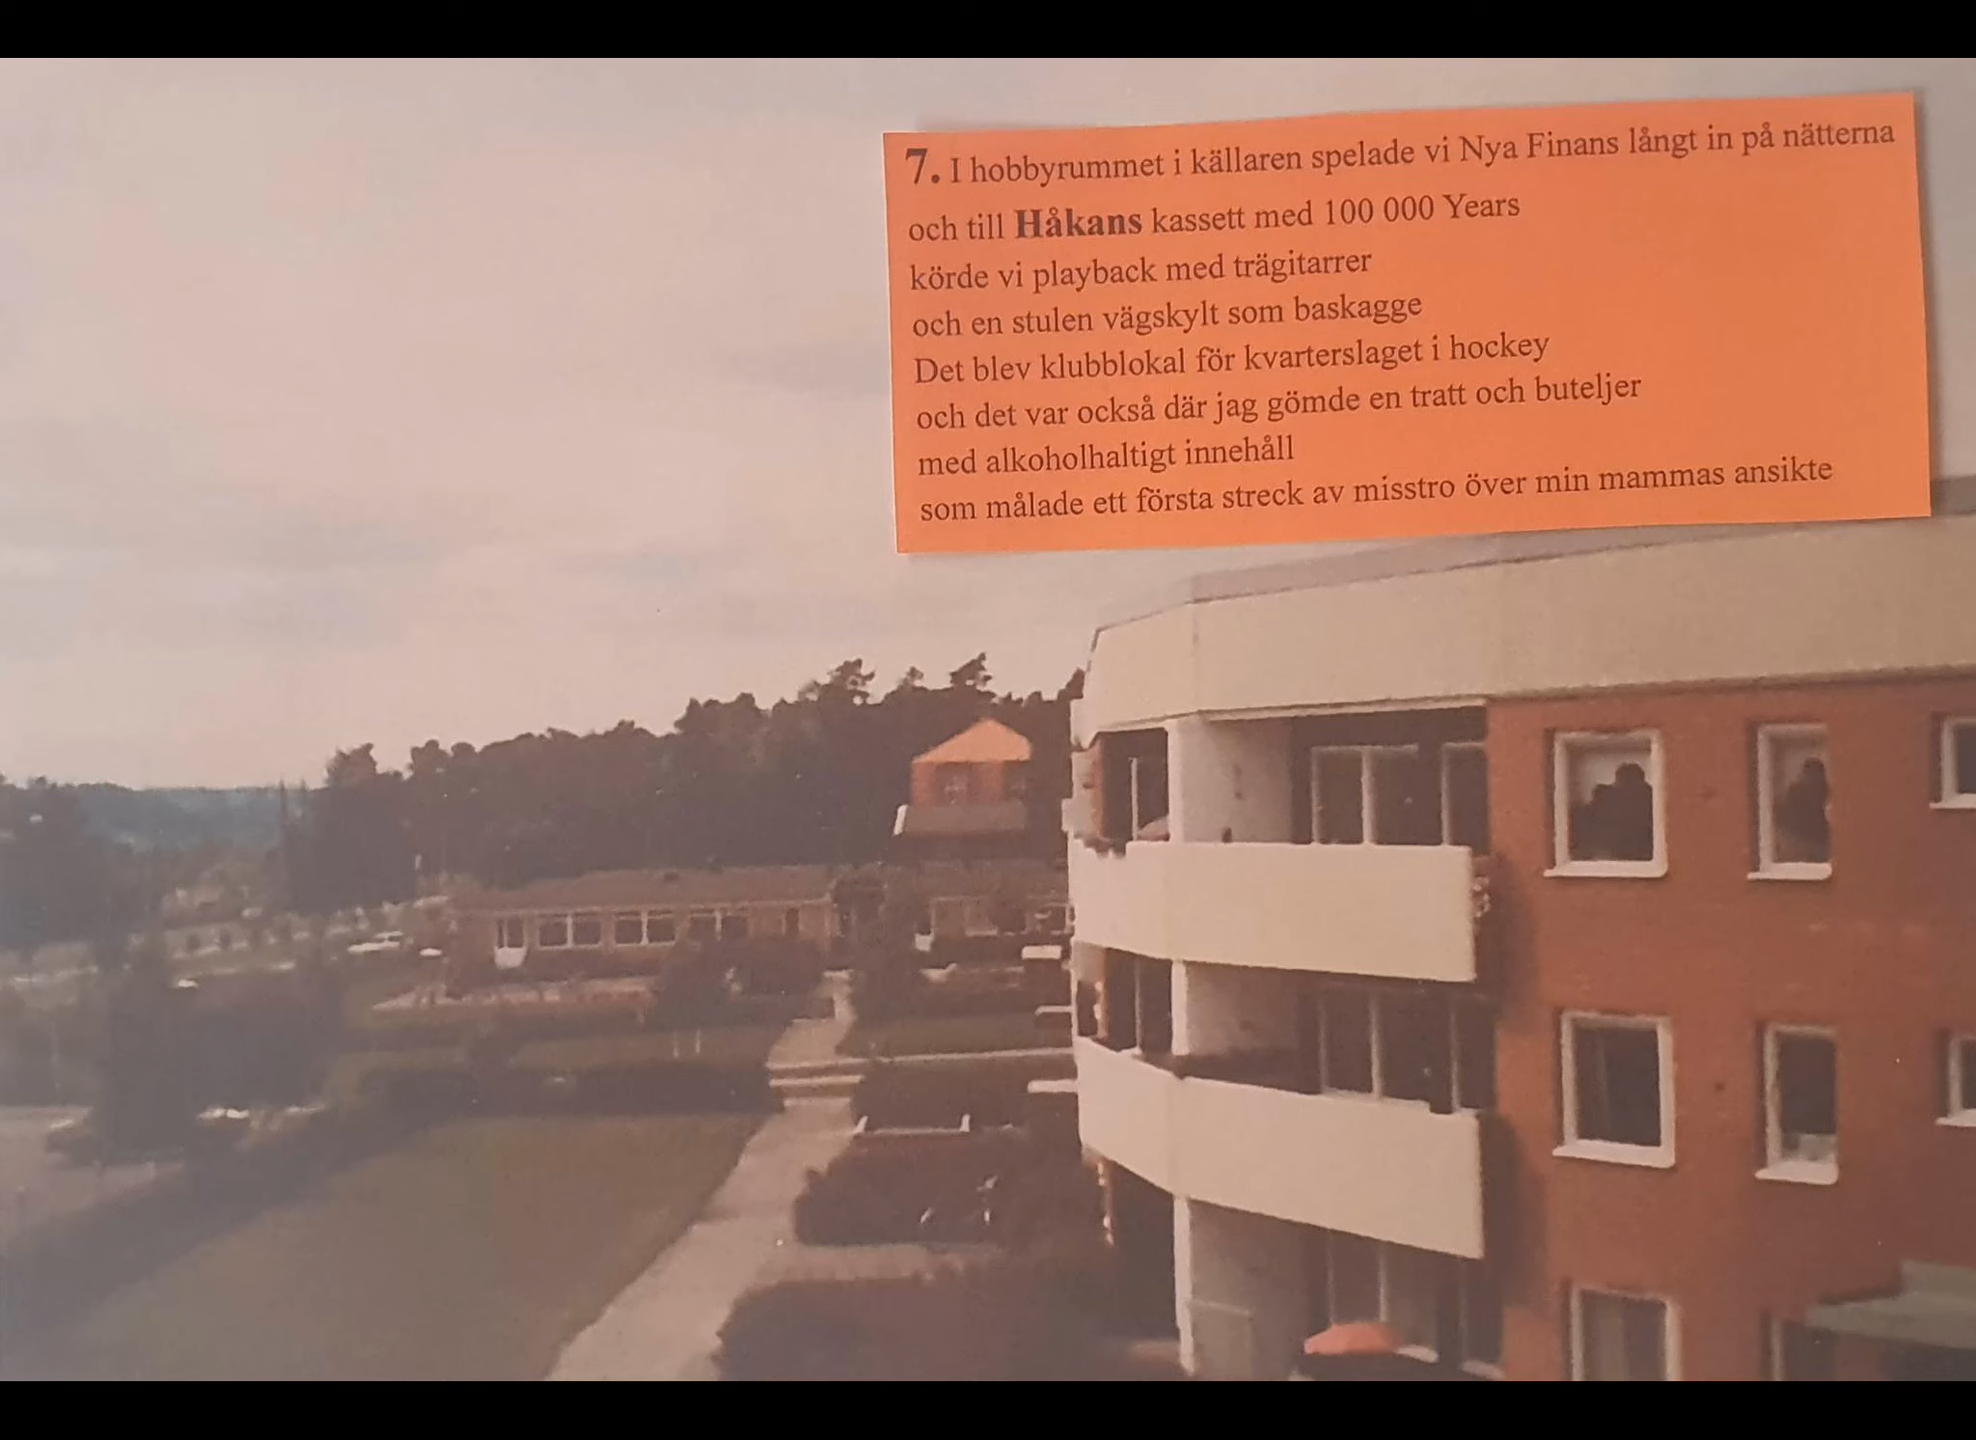 7. I hobbyrummet i källaren spelade vi Nya Finans långt in på nätterna
och till Håkans kassett med 100 000 Years
körde vi playback med trägitarrer
och en stulen vägskylt som baskagge
Det blev klubblokal för kvarterslaget i hockey
och det var också där jag gömde en tratt och buteljer
med alkoholhaltigt innehåll
som målade ett första streck av misstro över min mammas ansikte